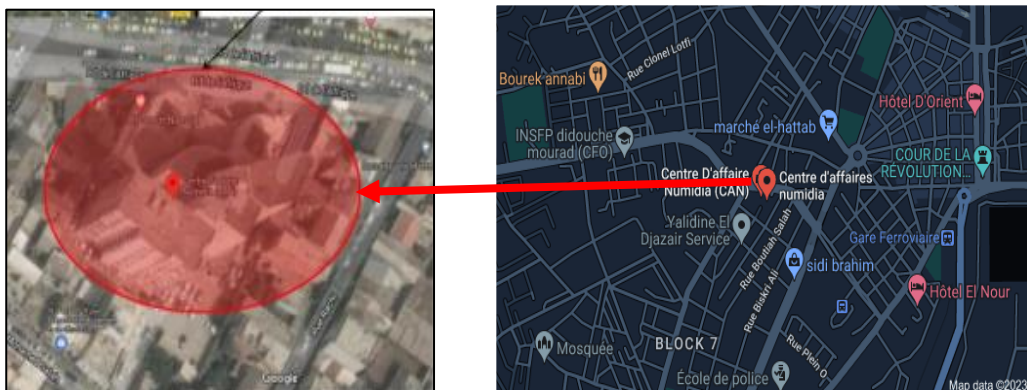 Google
Rue Clonel Lotfi
Bourek annabi
Hôtel D'Orient
marché el-hattab
INSFP didouche
mourad (CFO)
COUR DE LA
RÉVOLUTION...
Centre D'affaire
Numidia (CAN)
Centre d'affaires
numidia
Yalidine El
Djazair Service
Rue Boutlah Salah
Gare Ferroviaire
sidi brahim
Rue Biskri Ali
Hôtel El Nour
Mosquée
BLOCK 7
Rue Plein O
École de police
Map data ©2023